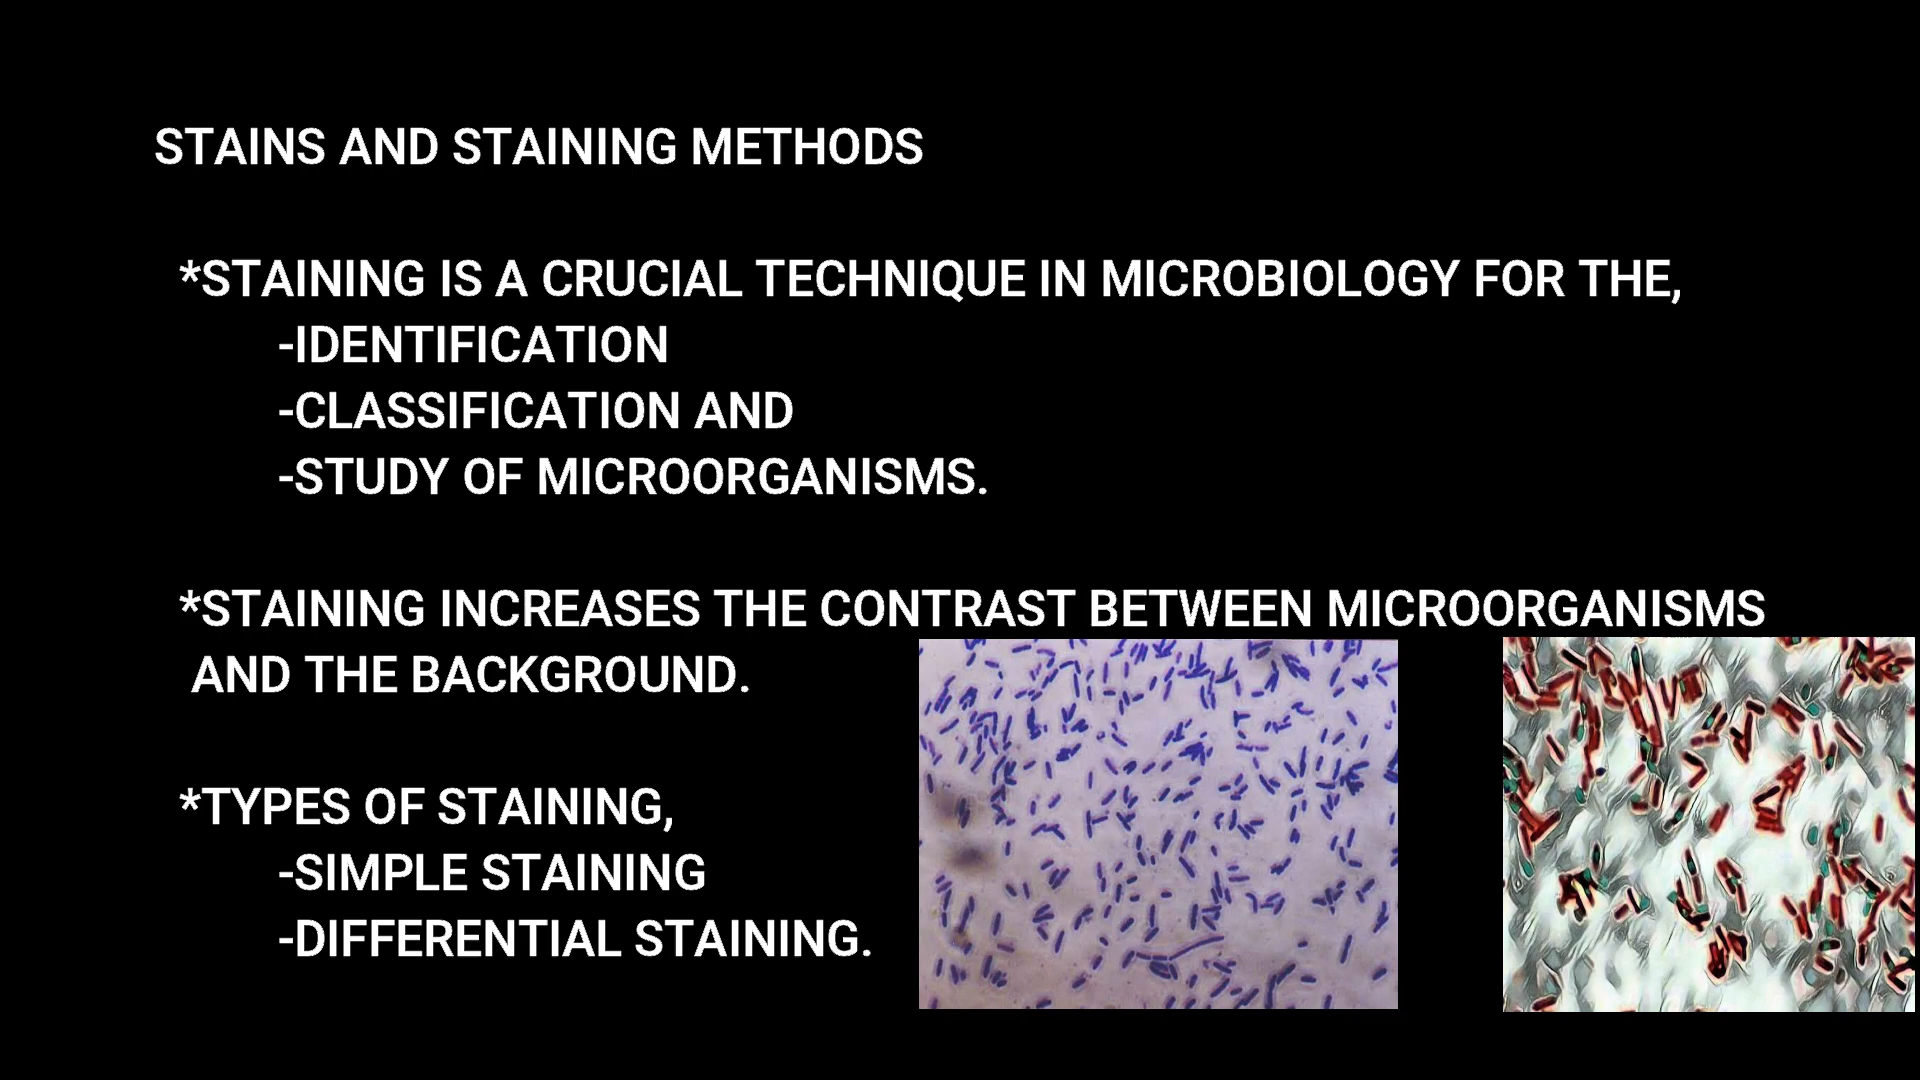 STAINS AND STAINING METHODS
*STAINING IS A CRUCIAL TECHNIQUE IN MICROBIOLOGY FOR THE,
-IDENTIFICATION
-CLASSIFICATION AND
-STUDY OF MICROORGANISMS.
*STAINING INCREASES THE CONTRAST BETWEEN MICROORGANISMS
AND THE BACKGROUND.
*TYPES OF STAINING,
-SIMPLE STAINING
-DIFFERENTIAL STAINING.